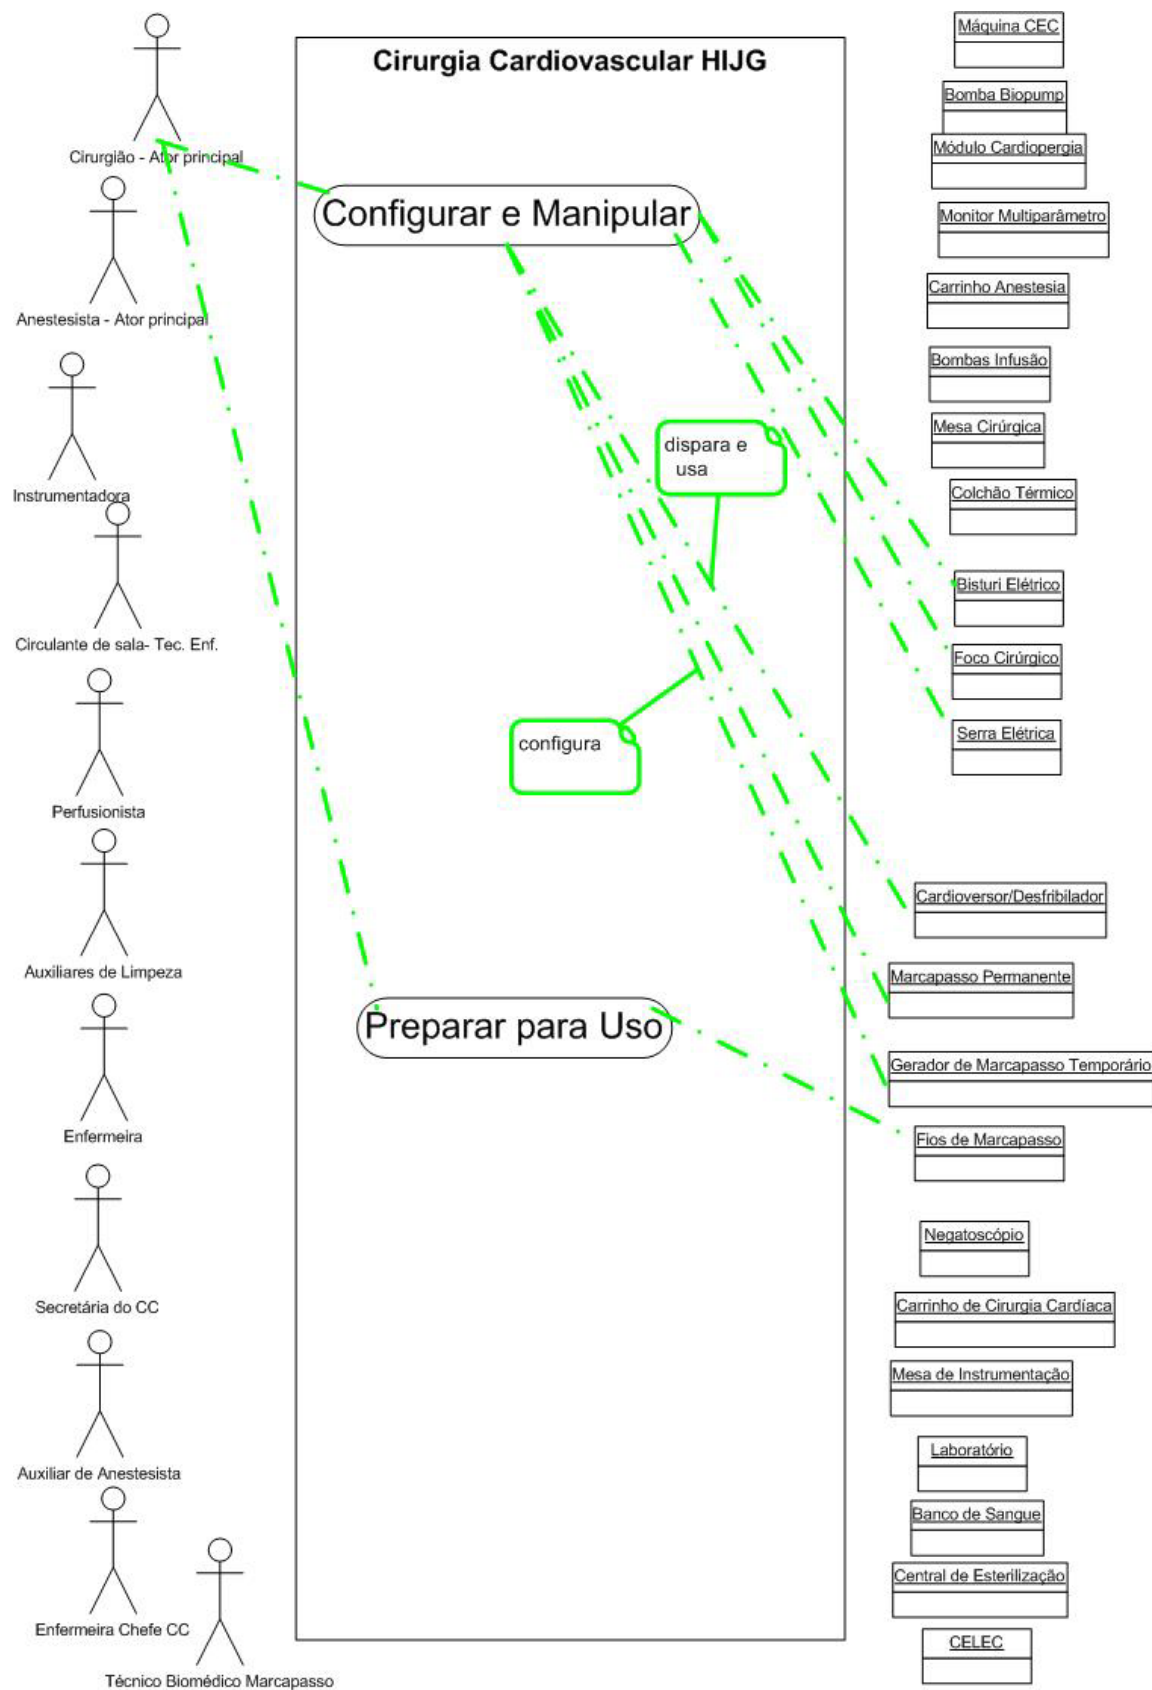 Cirurgia Cardiovascular HIJG
Cirurgião - Ator principal
Anestesista - Ator principal
Instrumentadora
Circulante de sala- Tec. Enf.
Perfusionista
Auxiliares de Limpeza
Enfermeira
Secretária do CC
Auxiliar de Anestesista
Enfermeira Chefe CC
Técnico Biomédico Marcapasso
Configurar e Manipular
dispara e
usa
configura
Preparar para Uso
Máquina CEC
Bomba Biopump
Módulo Cardiopergia
Monitor Multiparâmetro
Carrinho Anestesia
Bombas Infusão
Mesa Cirúrgica
Colchão Térmico
Bisturi Elétrico
Foco Cirúrgico
Serra Elétrica
Cardioversor/Desfribilador
Marcapasso Permanente
Gerador de Marcapasso Temporário
Fios de Marcapasso
Negatoscópio
Carrinho de Cirurgia Cardíaca
Mesa de Instrumentação
Laboratório
Banco de Sangue
Central de Esterilização
CELEC